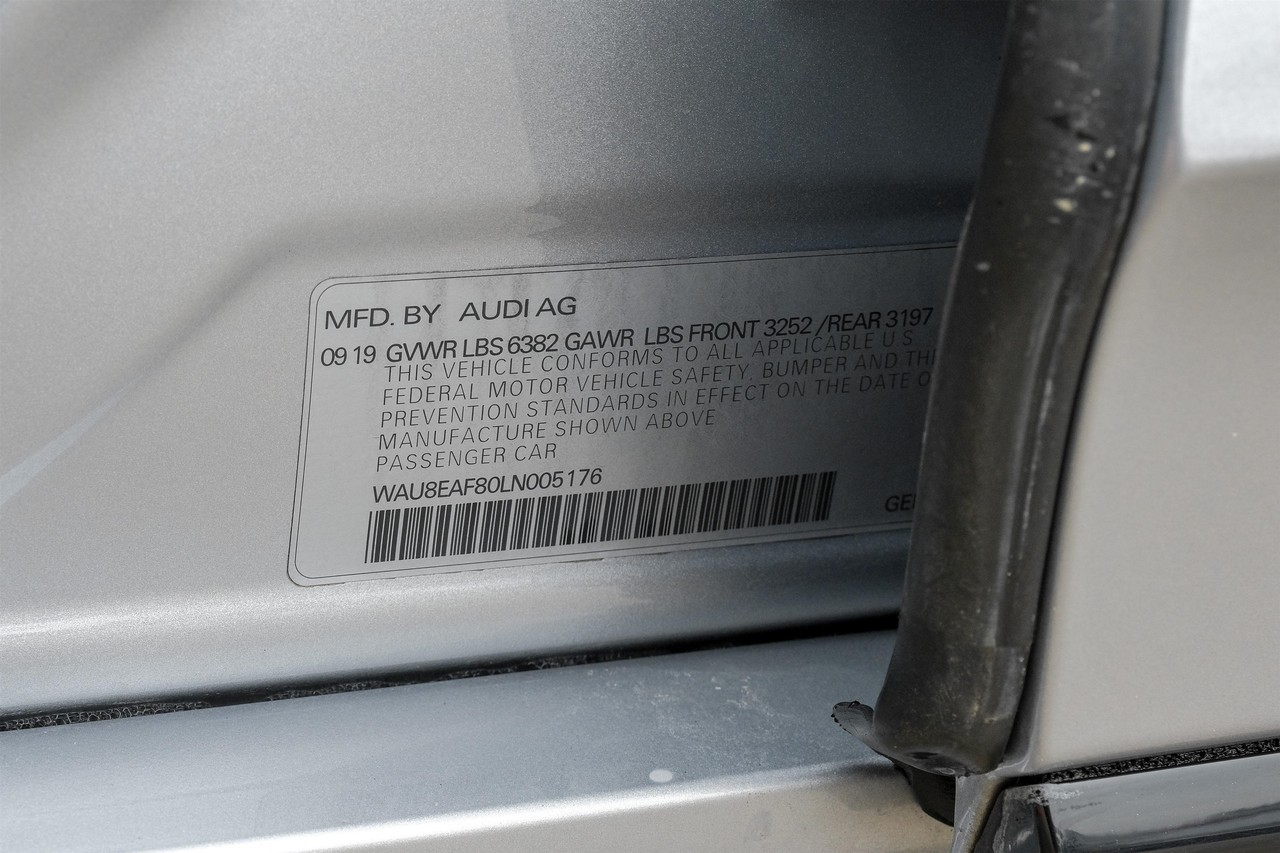 MFD. BY AUDI AG
09 19 GVWR LBS 6382 GAWR LBS FRONT 3252 /REAR 3197
THIS VEHICLE CONFORMS TO ALL APPLICABLE U S
FEDERAL MOTOR VEHICLE SAFETY, BUMPER AND TH
PREVENTION STANDARDS IN EFFECT ON THE DATE O
MANUFACTURE SHOWN ABOVE
PASSENGER CAR
WAU8EAF80LN005176
GE